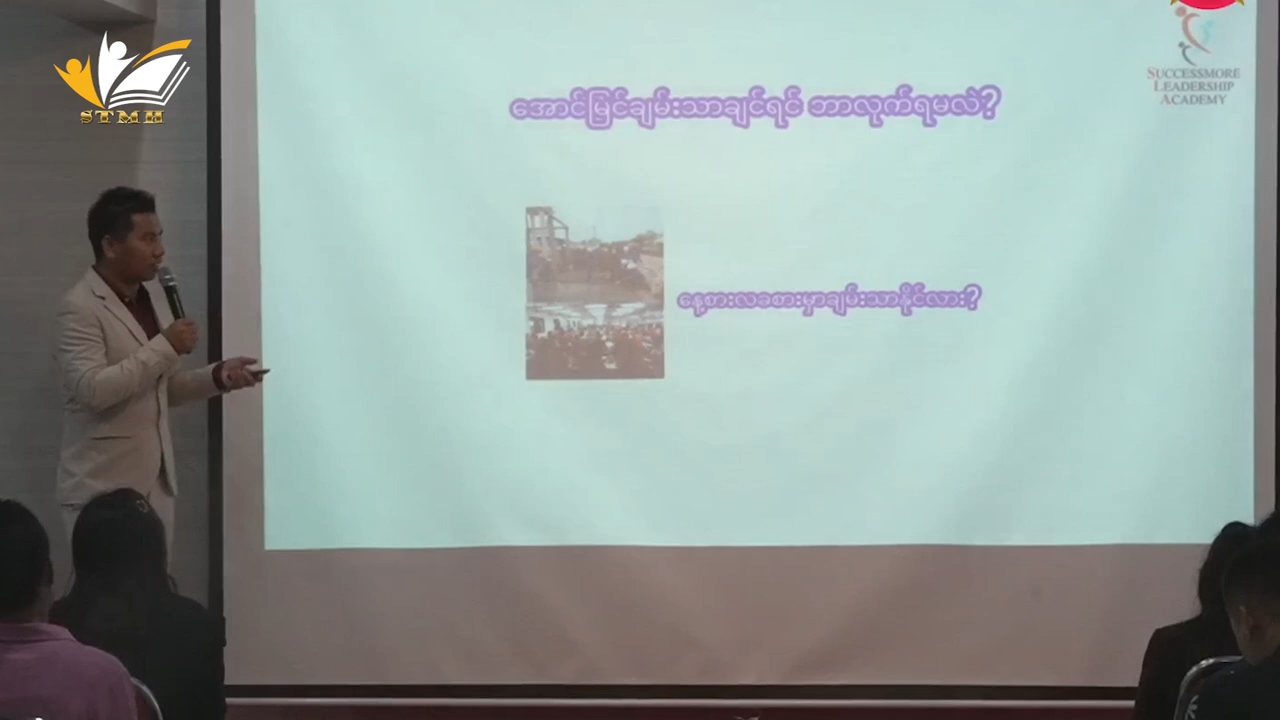 STMH
SUCCESSMORE
LEADERSHIP
ACADEMY
အောင်မြင်ချမ်းသာချင်ရင် ဘာလုက်ရမလဲ?
နေ့စားလခစားမှာချမ်းသာနိုင်လား?